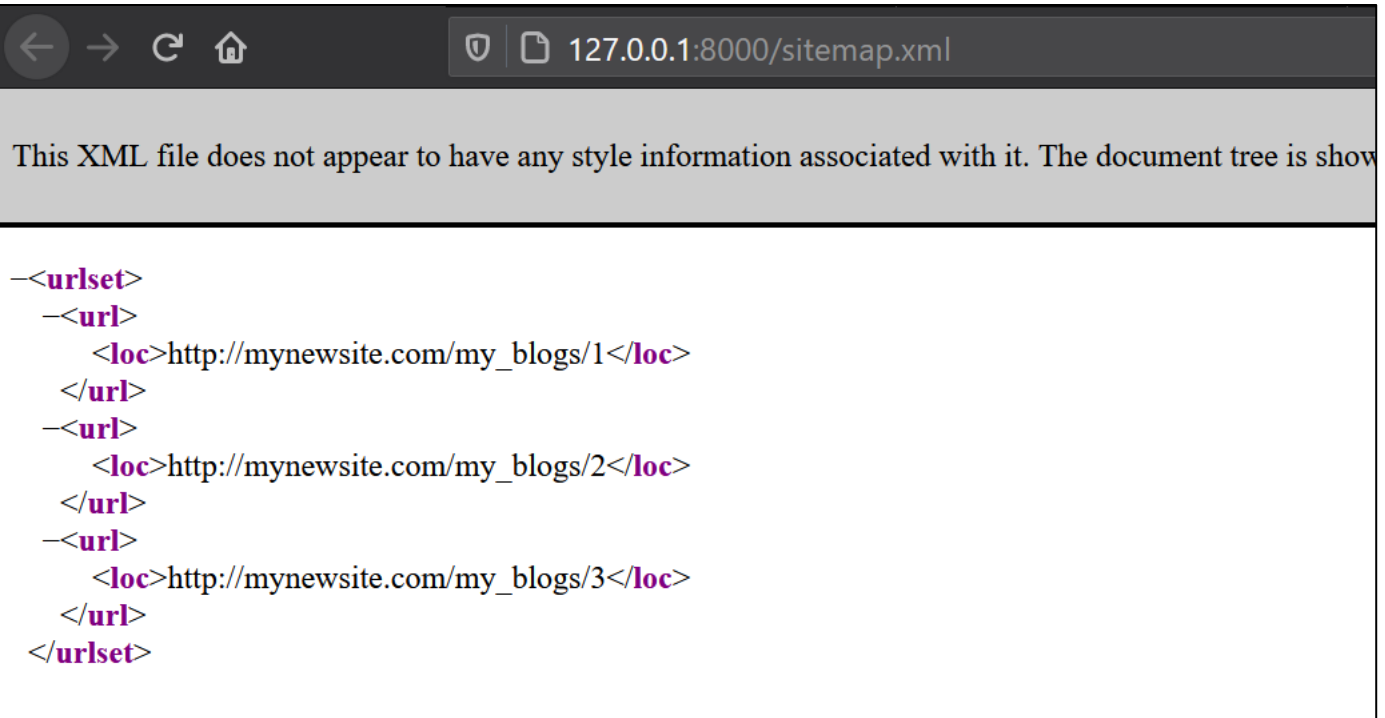 127.0.0.1:8000/sitemap.xml
This XML file does not appear to have any style information associated with it. The document tree is show
−<urlset>
−<url>
<loc>http://mynewsite.com/my_blogs/1</loc>
</url>
−<url>
<loc>http://mynewsite.com/my_blogs/2</loc>
</url>
−<url>
<loc>http://mynewsite.com/my_blogs/3</loc>
</url>
</urlset>